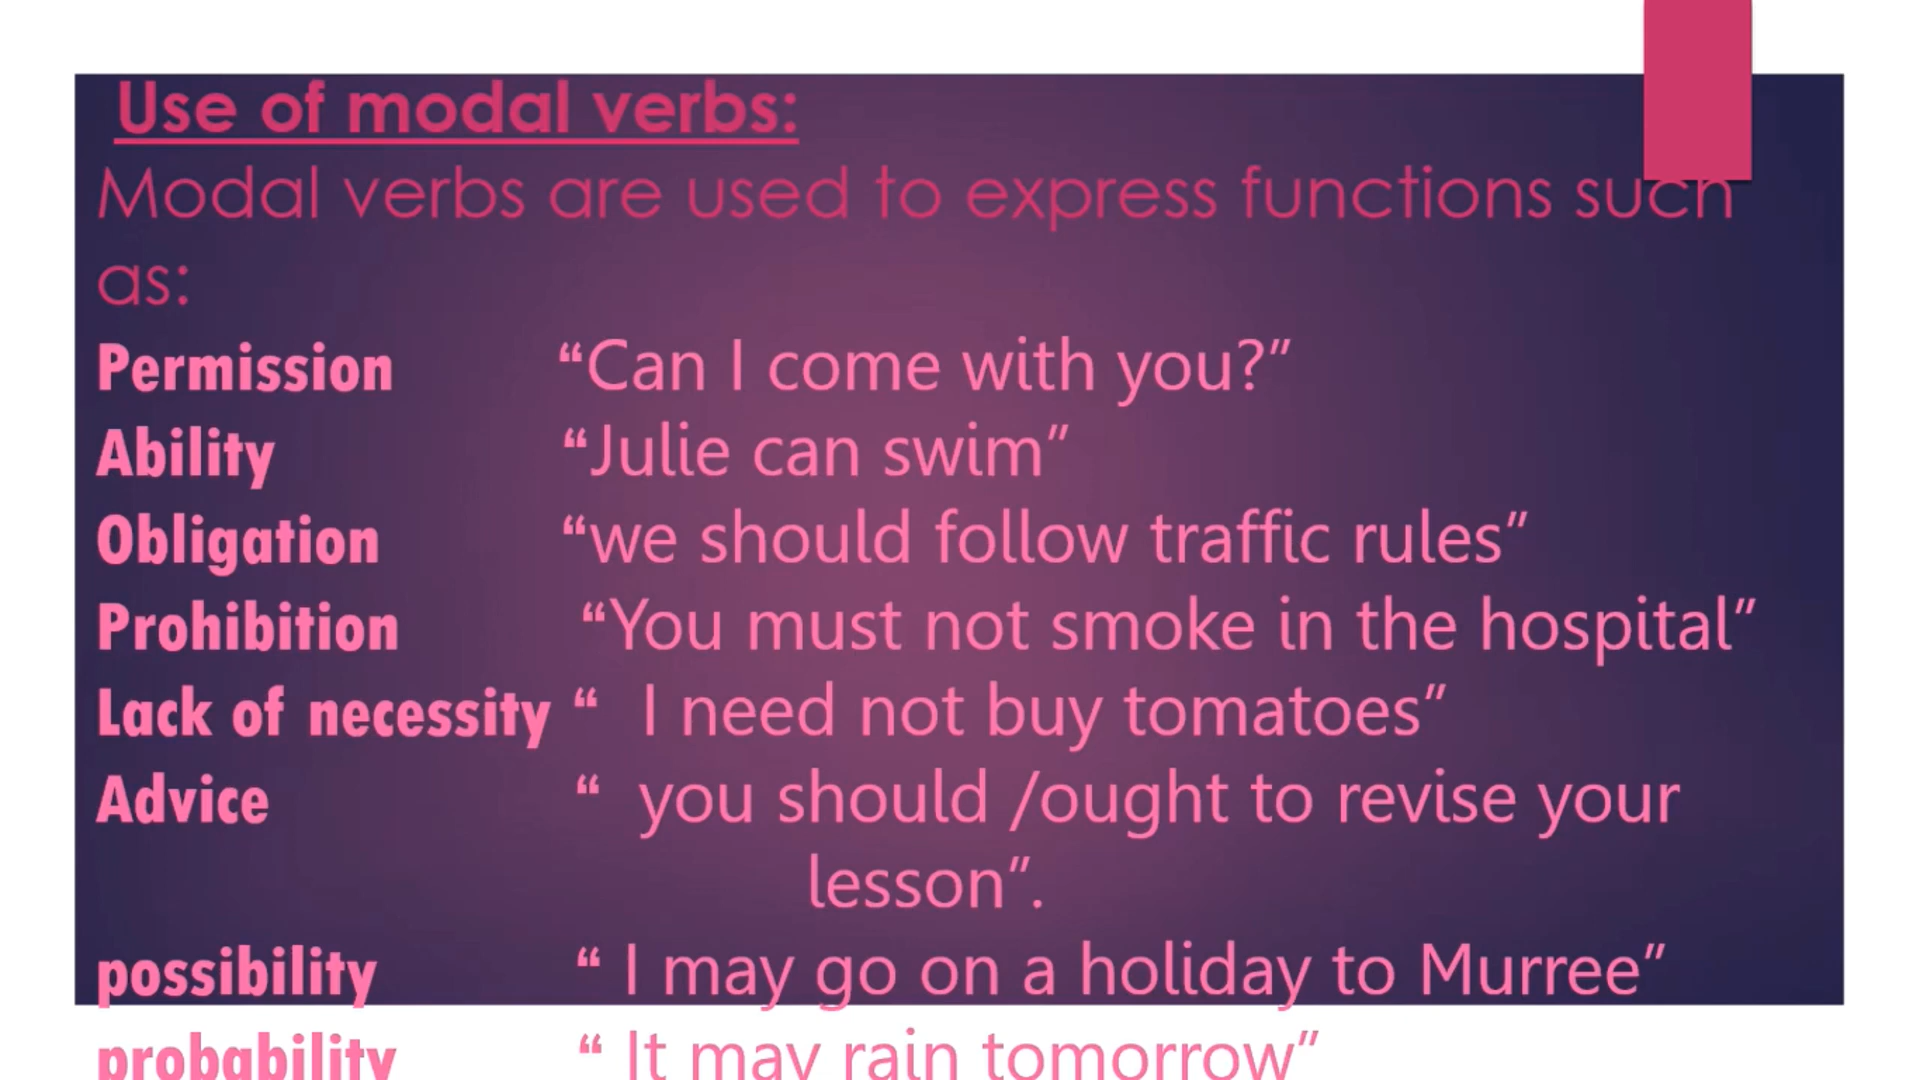 Use of modal verbs:
Modal verbs are used to express functions such
as:
Permission “Can I come with you?”
Ability “Julie can swim”
Obligation “we should follow traffic rules”
Prohibition “You must not smoke in the hospital”
Lack of necessity “ I need not buy tomatoes”
Advice “ you should /ought to revise your
lesson”.
possibility “ I may go on a holiday to Murree”
probability “ It may rain tomorrow”